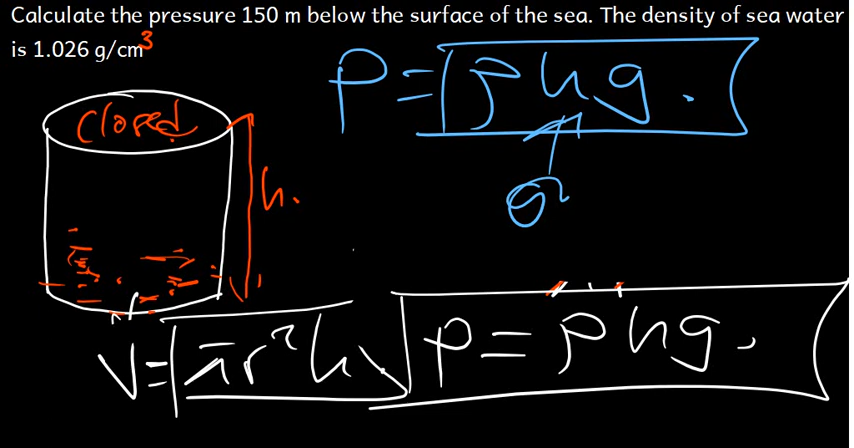 Calculate the pressure 150 m below the surface of the sea. The density of sea water
is 1.026 g/cm³
P = ρhg.
closed
h.
V = πr²h.
P = ρhg